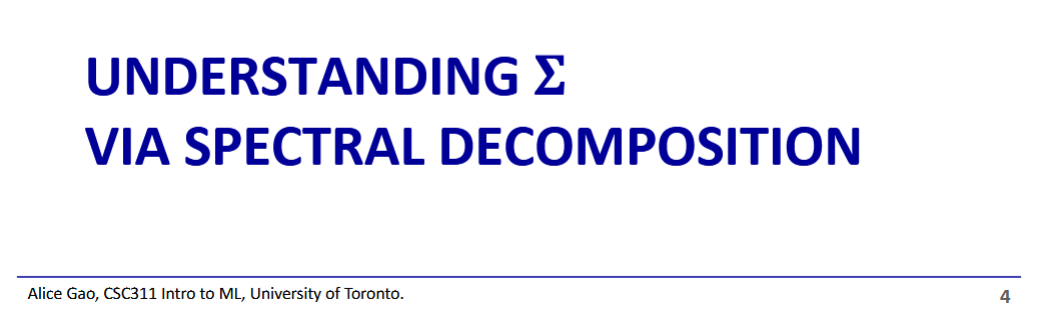 UNDERSTANDING Σ
VIA SPECTRAL DECOMPOSITION
Alice Gao, CSC311 Intro to ML, University of Toronto.
4